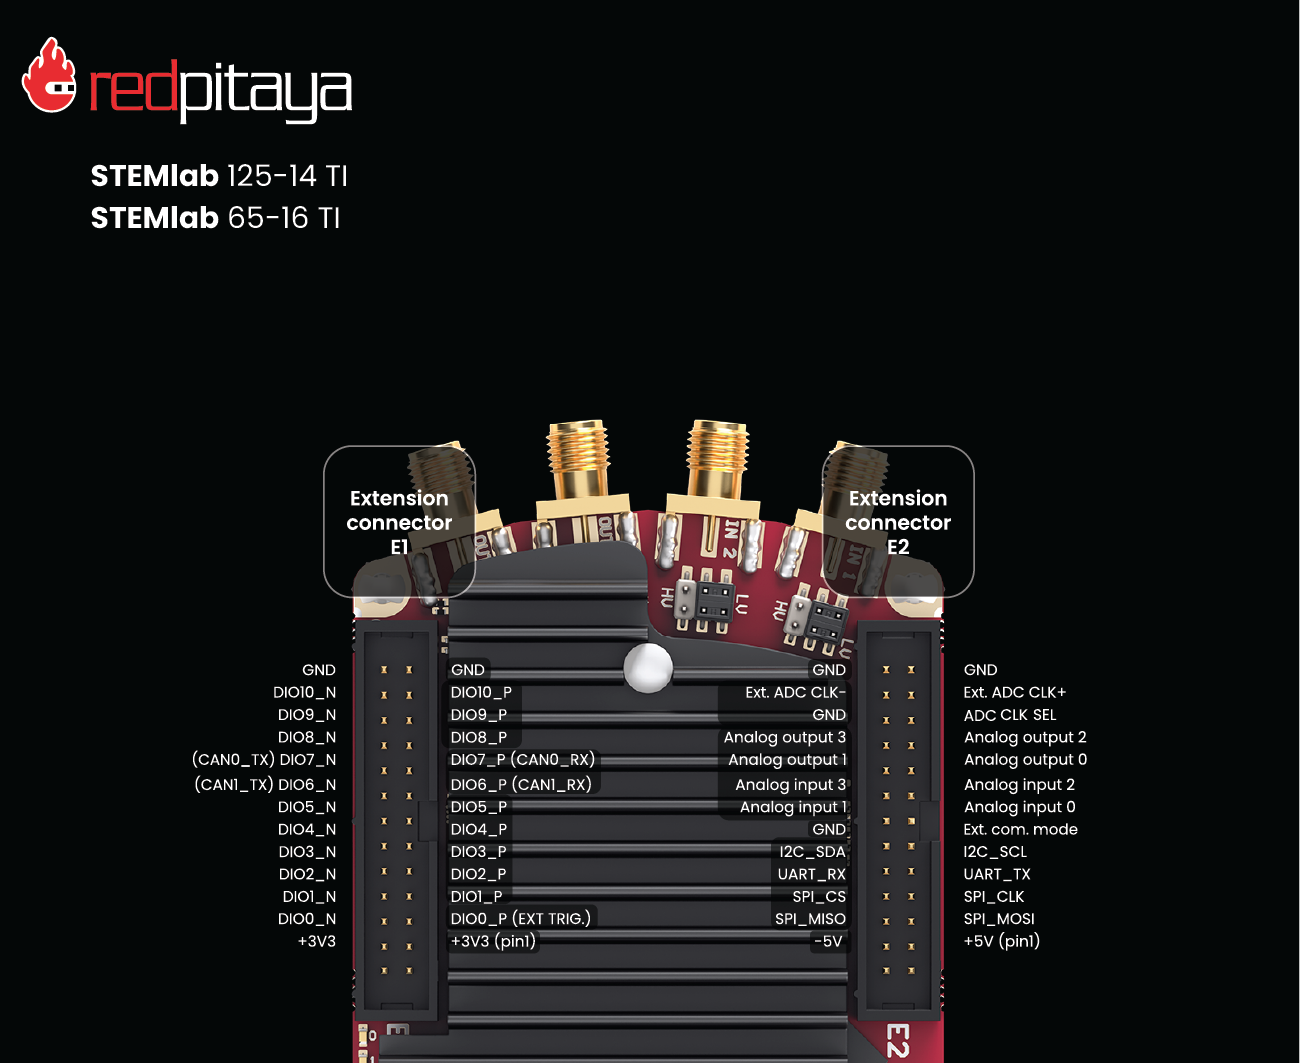 redpitaya
STEMlab 125-14 TI
STEMlab 65-16 TI
Extension
connector
E1
Extension
connector
E2
OUT
IN 2
IN 1
HV
LV
HV
LV
GND GND GND GND
DIO10_N DIO10_P Ext. ADC CLK- Ext. ADC CLK+
DIO9_N DIO9_P GND ADC CLK SEL
DIO8_N DIO8_P Analog output 3 Analog output 2
(CAN0_TX) DIO7_N DIO7_P (CAN0_RX) Analog output 1 Analog output 0
(CAN1_TX) DIO6_N DIO6_P (CAN1_RX) Analog input 3 Analog input 2
DIO5_N DIO5_P Analog input 1 Analog input 0
DIO4_N DIO4_P GND Ext. com. mode
DIO3_N DIO3_P I2C_SDA I2C_SCL
DIO2_N DIO2_P UART_RX UART_TX
DIO1_N DIO1_P SPI_CS SPI_CLK
DIO0_N DIO0_P (EXT TRIG.) SPI_MISO SPI_MOSI
+3V3 +3V3 (pin1) -5V +5V (pin1)
0
1
E2